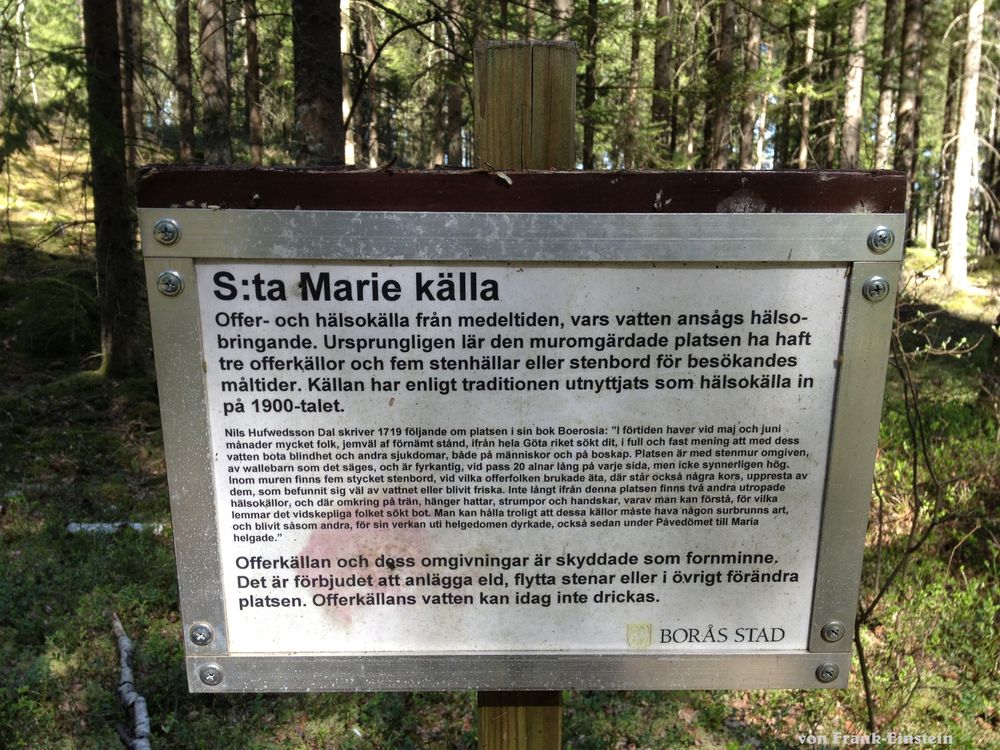 S:ta Marie källa
Offer- och hälsokälla från medeltiden, vars vatten ansågs hälso-
bringande. Ursprungligen lär den muromgärdade platsen ha haft
tre offerkällor och fem stenhällar eller stenbord för besökandes
måltider. Källan har enligt traditionen utnyttjats som hälsokälla in
på 1900-talet.
Nils Hufwedsson Dal skriver 1719 följande om platsen i sin bok Boerosia: "I förtiden haver vid maj och juni
månader mycket folk, jemväl af förnämt stånd, ifrån hela Göta riket sökt dit, i full och fast mening att med dess
vatten bota blindhet och andra sjukdomar, både på människor och på boskap. Platsen är med stenmur omgiven,
av wallebarn som det säges, och är fyrkantig, vid pass 20 alnar lång på varje sida, men icke synnerligen hög.
Inom muren finns fem stycket stenbord, vid vilka offerfolken brukade äta, där står också några kors, uppresta av
dem, som befunnit sig väl av vattnet eller blivit friska. Inte långt ifrån denna platsen finns två andra utropade
hälsokällor, och där omkring på trän, hänger hattar, strumpor och handskar, varav man kan förstå, för vilka
lemmar det vidskepliga folket sökt bot. Man kan hålla troligt att dessa källor måste hava någon surbrunns art,
och blivit såsom andra, för sin verkan uti helgedomen dyrkade, också sedan under Påvedömet till Maria
helgade."
Offerkällan och dess omgivningar är skyddade som fornminne.
Det är förbjudet att anlägga eld, flytta stenar eller i övrigt förändra
platsen. Offerkällans vatten kan idag inte drickas.
BORÅS STAD
von Frank-Einstein